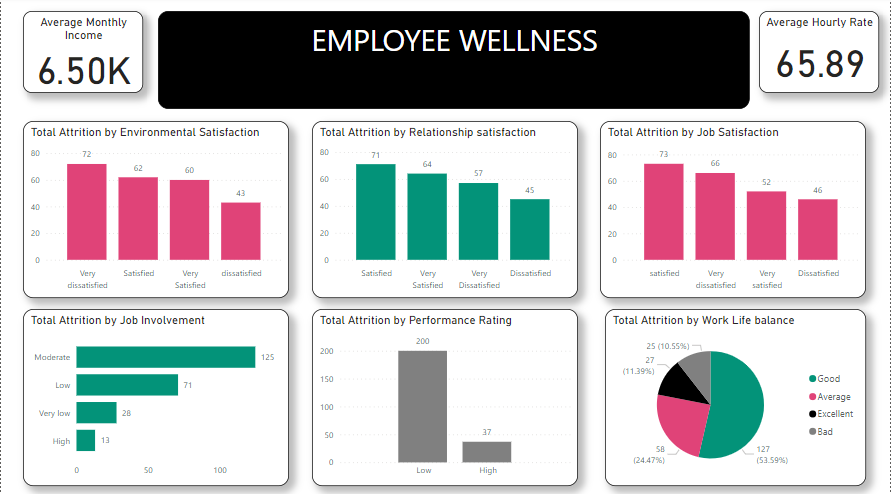 Average Monthly
Income
6.50K
EMPLOYEE WELLNESS
Average Hourly Rate
65.89
Total Attrition by Environmental Satisfaction
80
60
40
20
0
72
62
60
43
Very
dissatisfied
Satisfied
Very
Satisfied
dissatisfied
Total Attrition by Relationship satisfaction
80
60
40
20
0
71
64
57
45
Satisfied
Very
Satisfied
Very
Dissatisfied
Dissatisfied
Total Attrition by Job Satisfaction
80
60
40
20
0
73
66
52
46
satisfied
Very
dissatisfied
Very
satisfied
Dissatisfied
Total Attrition by Job Involvement
Moderate
125
Low
71
Very low
28
High
13
0
50
100
Total Attrition by Performance Rating
200
150
100
50
0
200
37
Low
High
Total Attrition by Work Life balance
25 (10.55%)
27
(11.39%)
58
(24.47%)
127
(53.59%)
Good
Average
Excellent
Bad